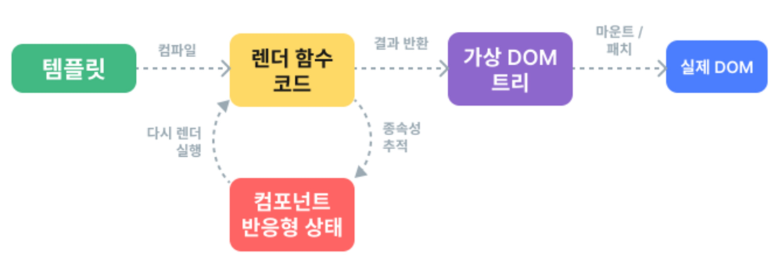 템플릿
컴파일
렌더 함수
코드
결과 반환
가상 DOM
트리
마운트 /
패치
실제 DOM
다시 렌더
실행
종속성
추적
컴포넌트
반응형 상태